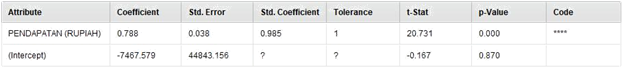 Attribute Coefficient Std. Error Std. Coefficient Tolerance t-Stat p-Value Code
PENDAPATAN (RUPIAH) 0.788 0.038 0.985 1 20.731 0.000 ****
(Intercept) -7467.579 44843.156 ? ? -0.167 0.870